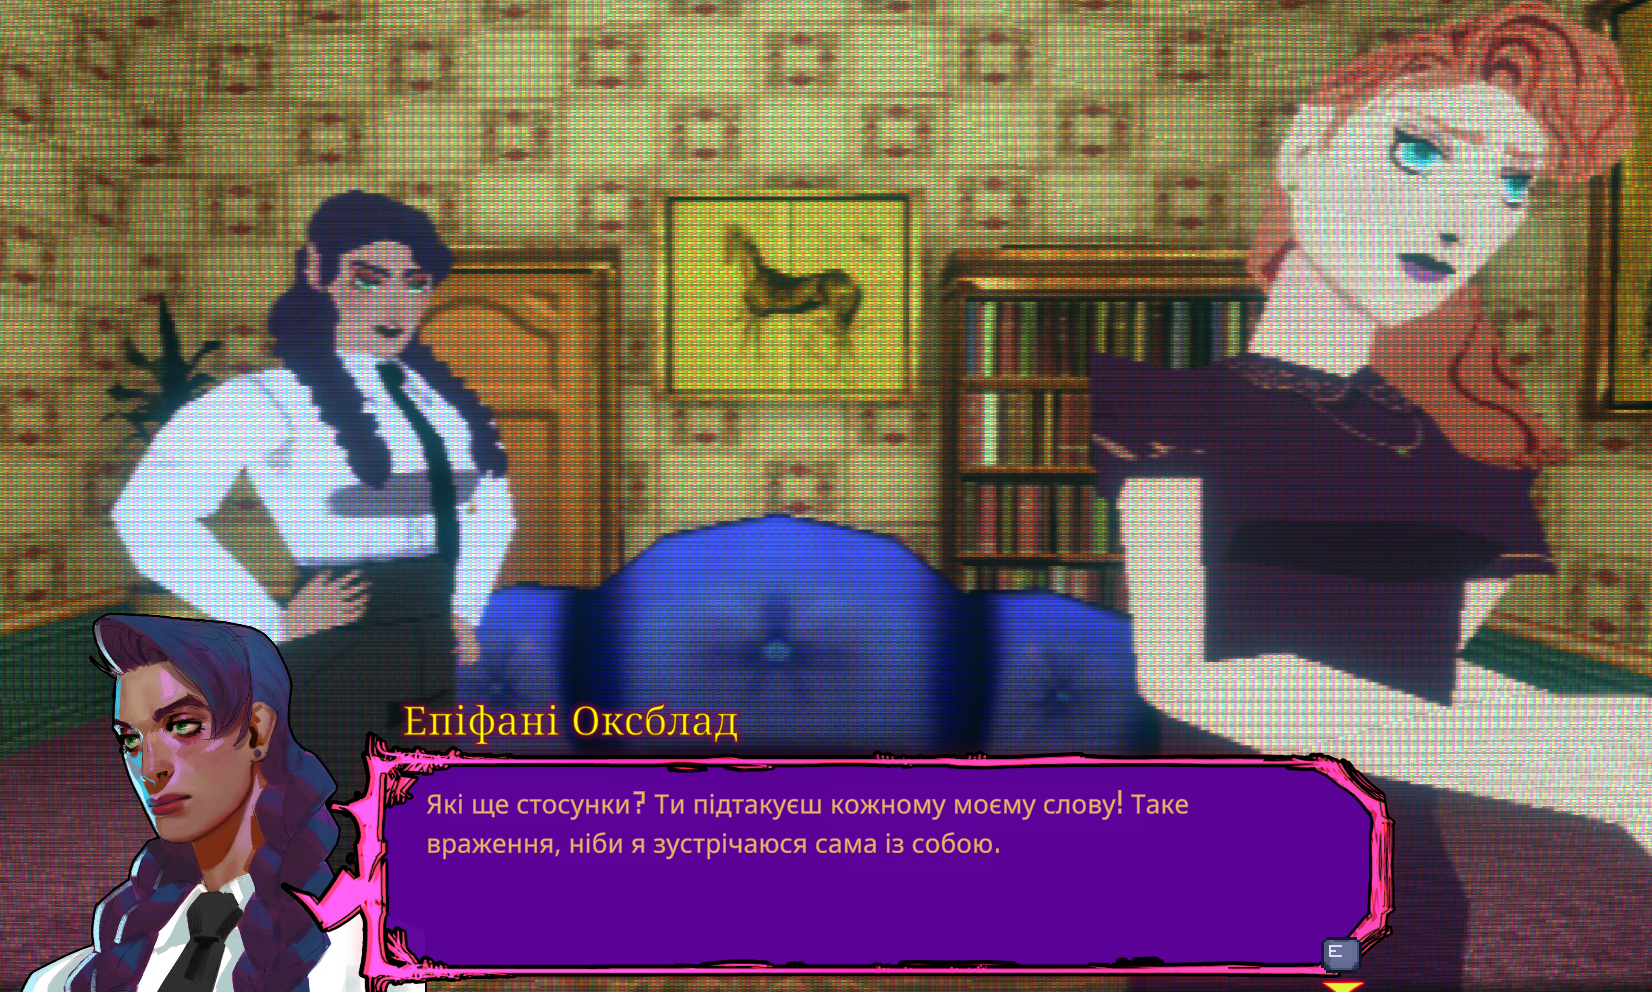 Епіфані Оксблад
Які ще стосунки? Ти підтакуєш кожному моєму слову! Таке
враження, ніби я зустрічаюся сама із собою.
E